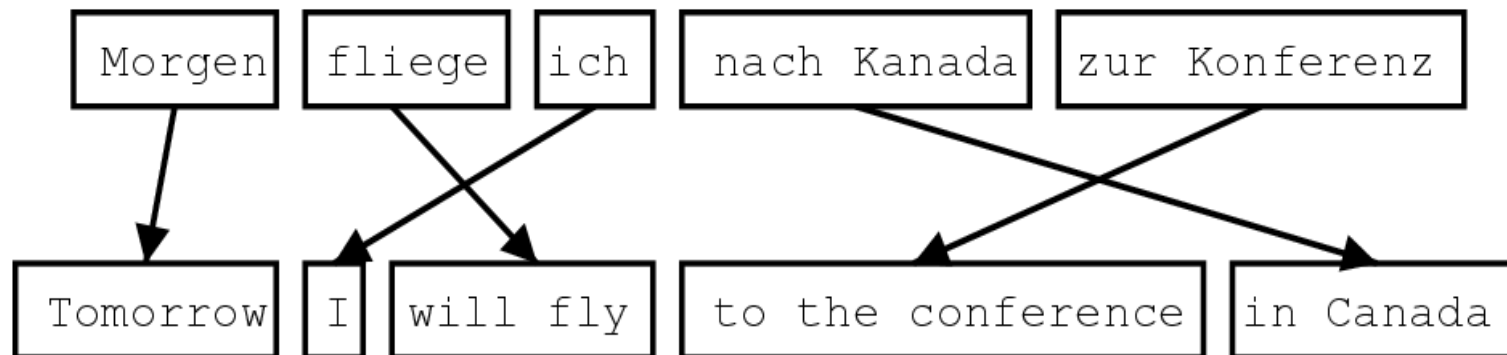 Morgen fliege ich nach Kanada zur Konferenz
Tomorrow I will fly to the conference in Canada